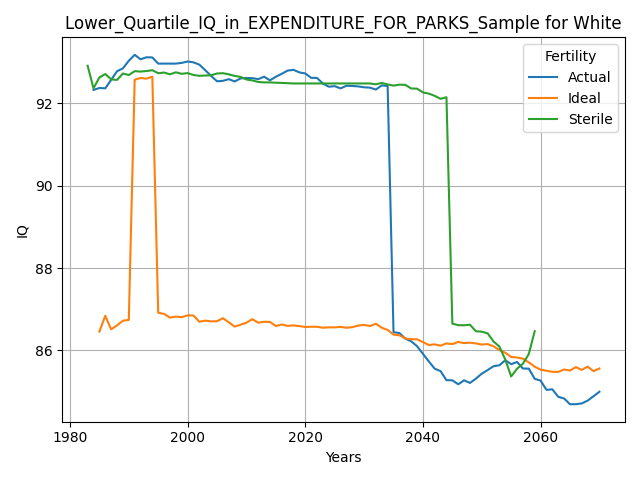 Lower_Quartile_IQ_in_EXPENDITURE_FOR_PARKS_Sample for White
Fertility
Actual
Ideal
Sterile
IQ
92
90
88
86
1980
2000
2020
2040
2060
Years